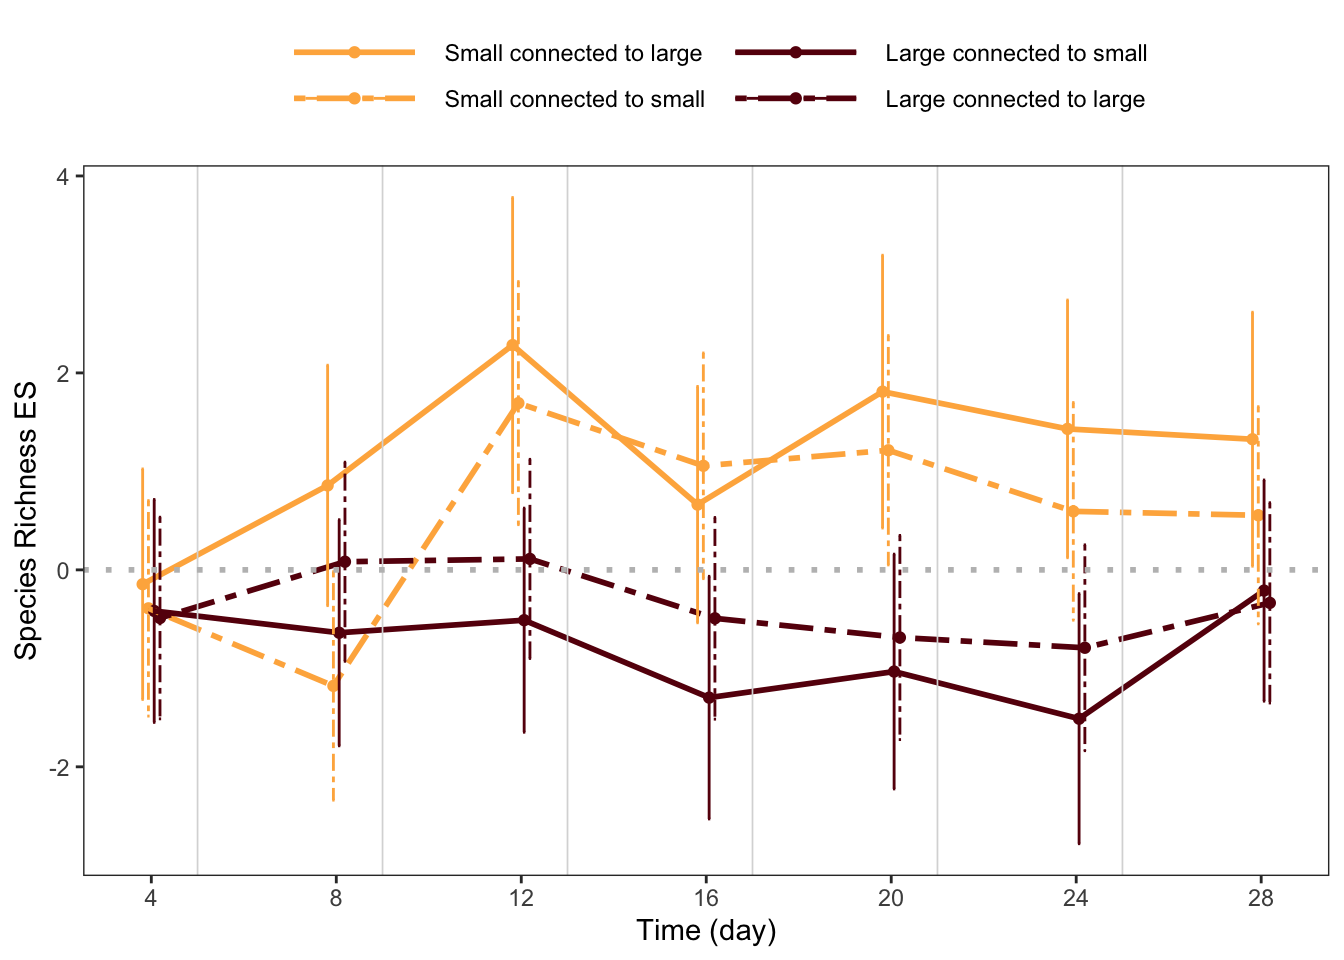 Small connected to large
Large connected to small
Small connected to small
Large connected to large
4
2
0
-2
Species Richness ES
4 8 12 16 20 24 28
Time (day)